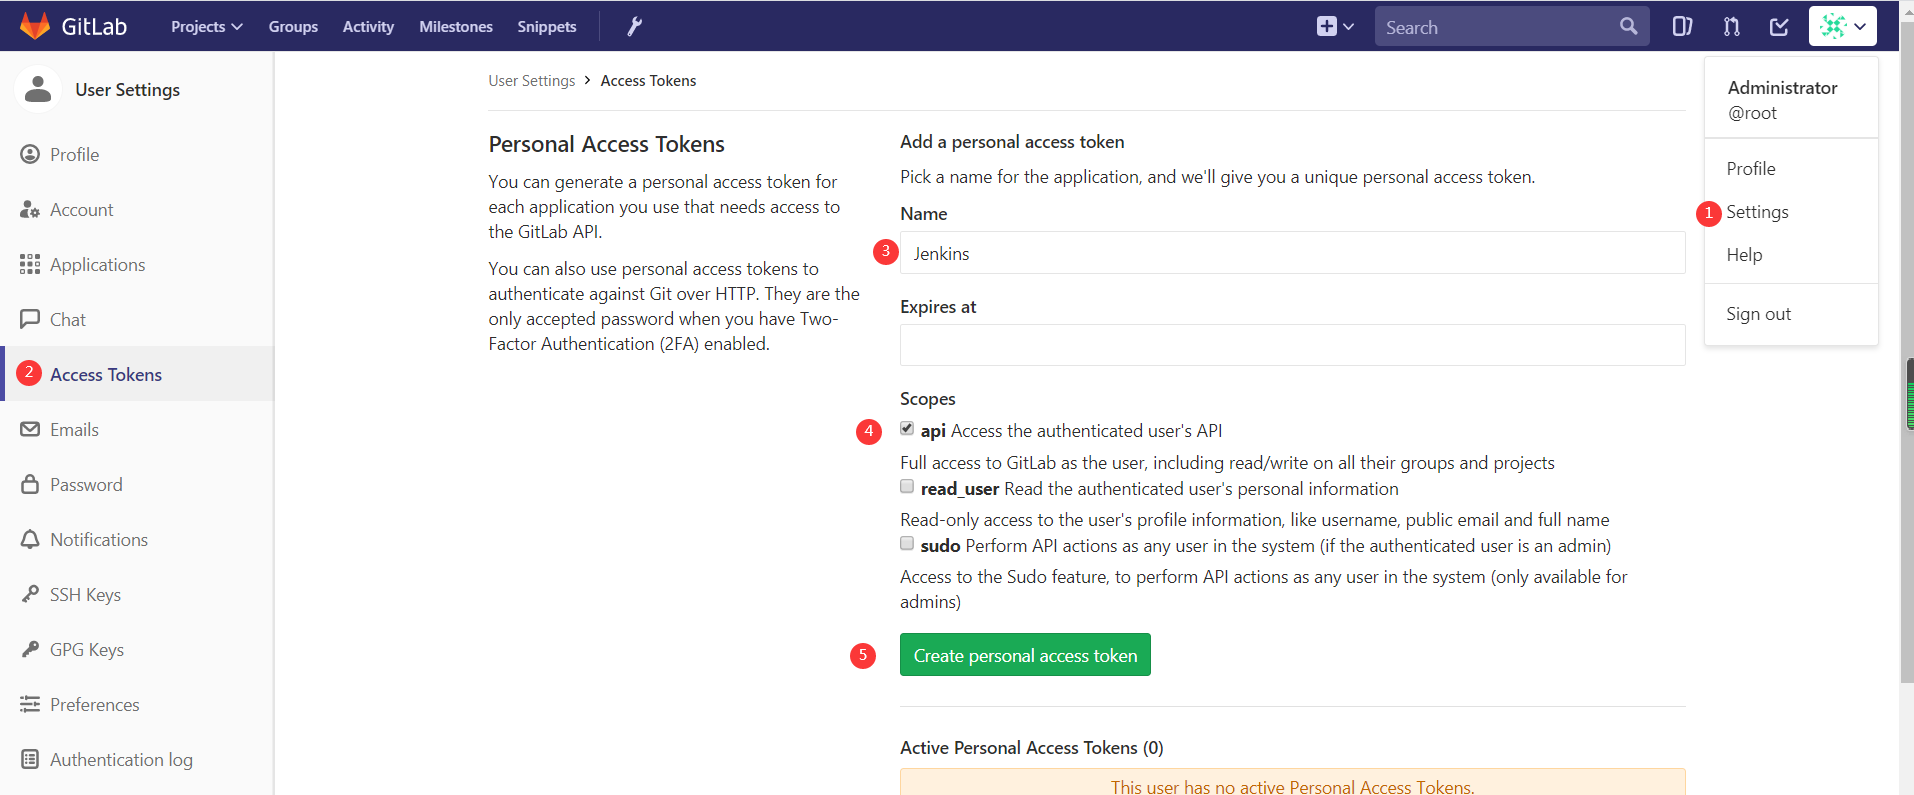 GitLab
Projects
Groups
Activity
Milestones
Snippets
Search
User Settings
Profile
Account
Applications
Chat
2 Access Tokens
Emails
Password
Notifications
SSH Keys
GPG Keys
Preferences
Authentication log
User Settings > Access Tokens
Personal Access Tokens
You can generate a personal access token for
each application you use that needs access to
the GitLab API.
You can also use personal access tokens to
authenticate against Git over HTTP. They are the
only accepted password when you have Two-
Factor Authentication (2FA) enabled.
Add a personal access token
Pick a name for the application, and we'll give you a unique personal access token.
Name
3 Jenkins
Expires at
Scopes
4 api Access the authenticated user's API
Full access to GitLab as the user, including read/write on all their groups and projects
read_user Read the authenticated user's personal information
Read-only access to the user's profile information, like username, public email and full name
sudo Perform API actions as any user in the system (if the authenticated user is an admin)
Access to the Sudo feature, to perform API actions as any user in the system (only available for
admins)
5 Create personal access token
Active Personal Access Tokens (0)
This user has no active Personal Access Tokens.
Administrator
@root
Profile
1 Settings
Help
Sign out